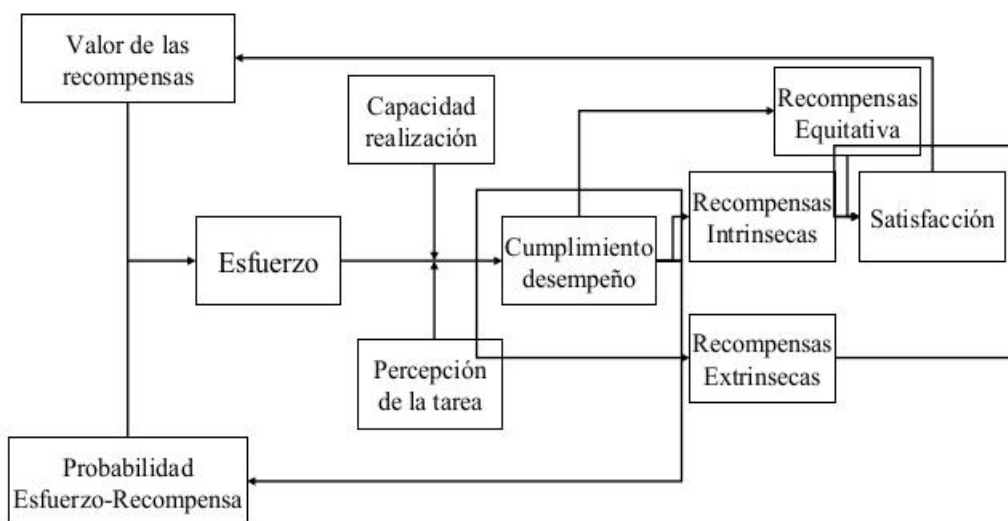 Valor de las
recompensas
Capacidad
realización
Recompensas
Equitativa
Esfuerzo
Cumplimiento
desempeño
Recompensas
Intrinsecas
Satisfacción
Percepción
de la tarea
Recompensas
Extrinsecas
Probabilidad
Esfuerzo-Recompensa